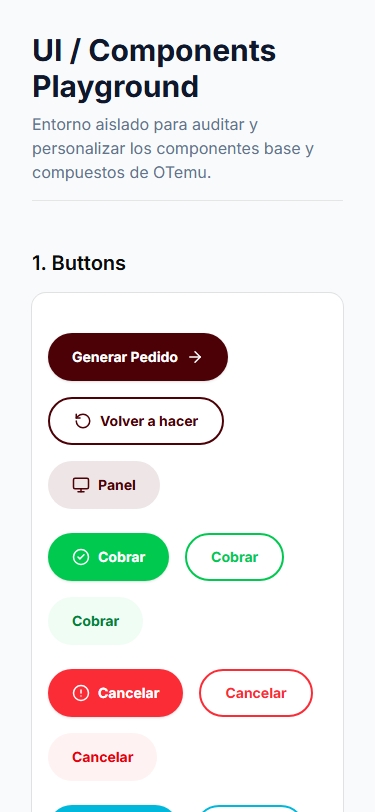 UI / Components
Playground
Entorno aislado para auditar y
personalizar los componentes base y
compuestos de OTemu.
1. Buttons
Generar Pedido
Volver a hacer
Panel
Cobrar Cobrar
Cobrar
Cancelar Cancelar
Cancelar